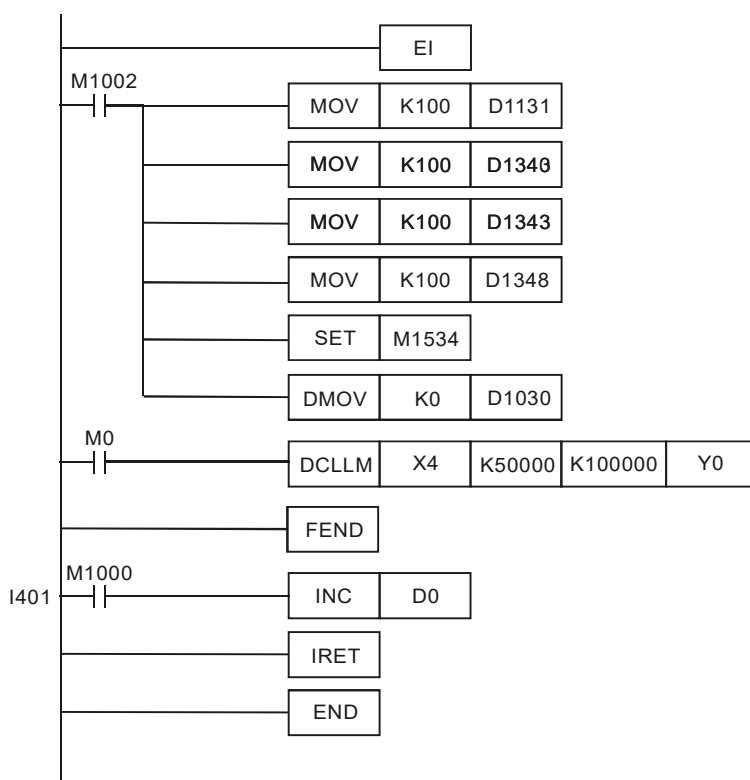 EI
M1002
MOV K100 D1131
MOV K100
MOV K100 D1343
MOV K100 D1348
SET M1534
DMOV K0 D1030
M0
DCLLM X4 K50000 K100000 Y0
FEND
M1000
I401 INC D0
IRET
END